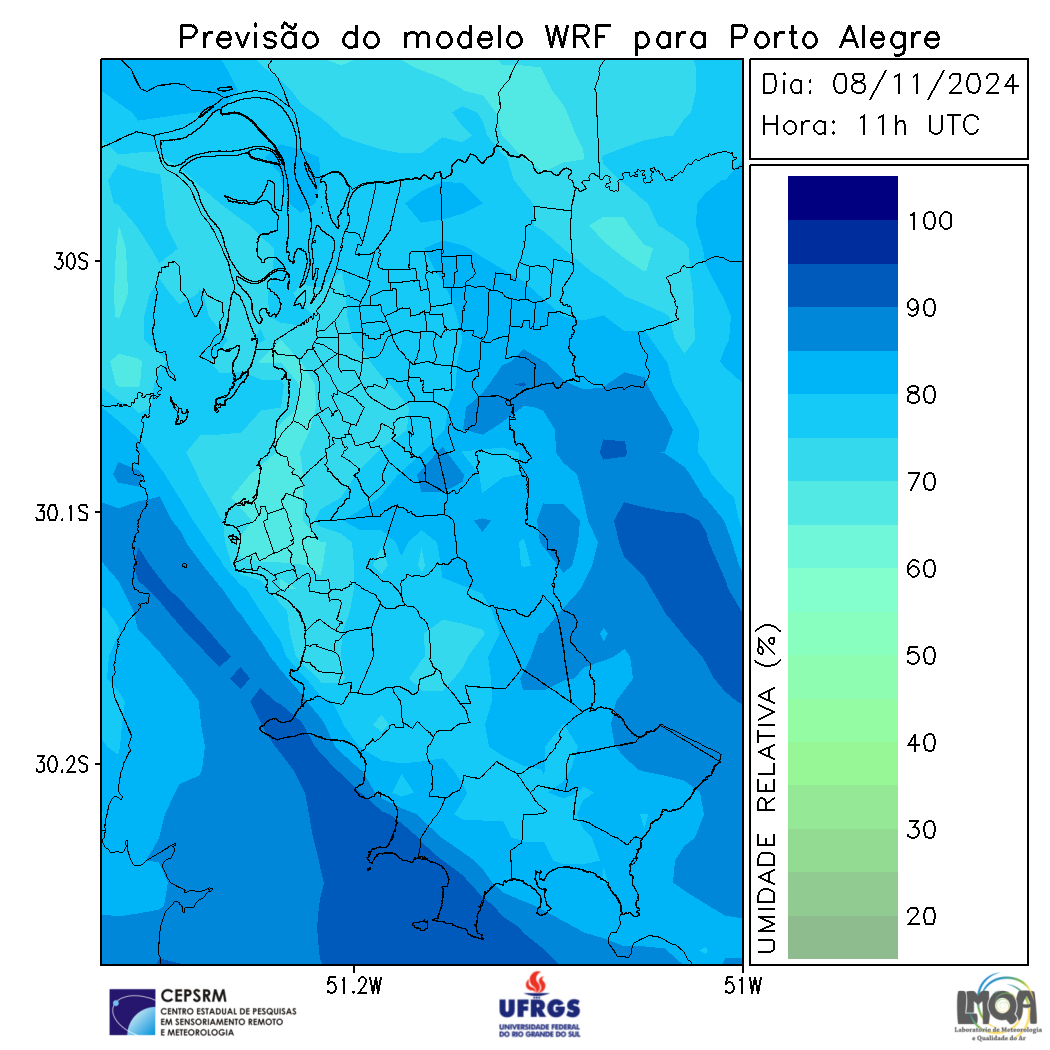 Previsão do modelo WRF para Porto Alegre
Dia: 08/11/2024
Hora: 11h UTC
100
90
80
70
60
50
40
30
20
UMIDADE RELATIVA (%)
30S
30.1S
30.2S
51.2W
51W
CEPSRM
CENTRO ESTADUAL DE PESQUISAS
EM SENSORIAMENTO REMOTO
E METEOROLOGIA
UFRGS
UNIVERSIDADE FEDERAL
DO RIO GRANDE DO SUL
LMQA
Laboratório de Meteorologia
e Qualidade do Ar